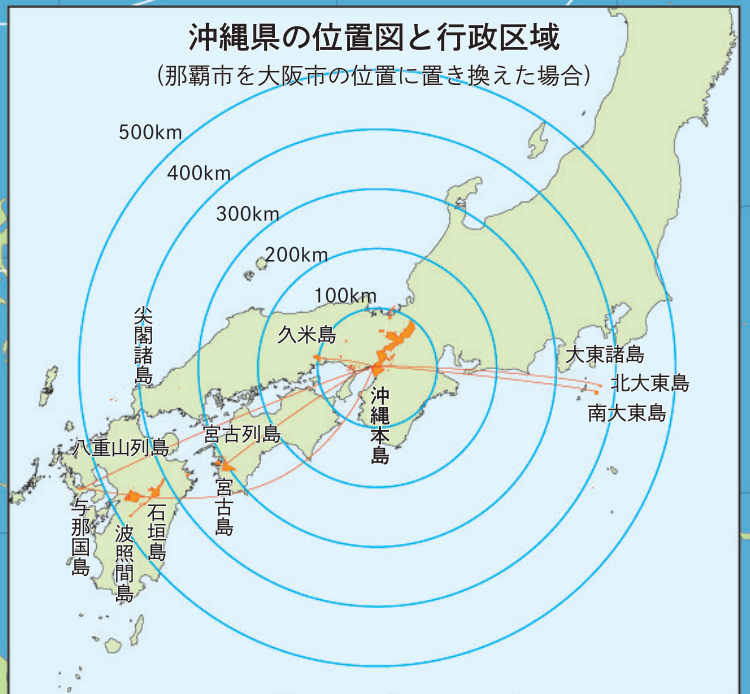 沖縄県の位置図と行政区域
(那覇市を大阪市の位置に置き換えた場合)
500km
400km
300km
200km
100km
尖閣諸島
久米島
大東諸島
北大東島
南大東島
沖縄本島
宮古列島
八重山列島
宮古島
石垣島
与那国島
波照間島